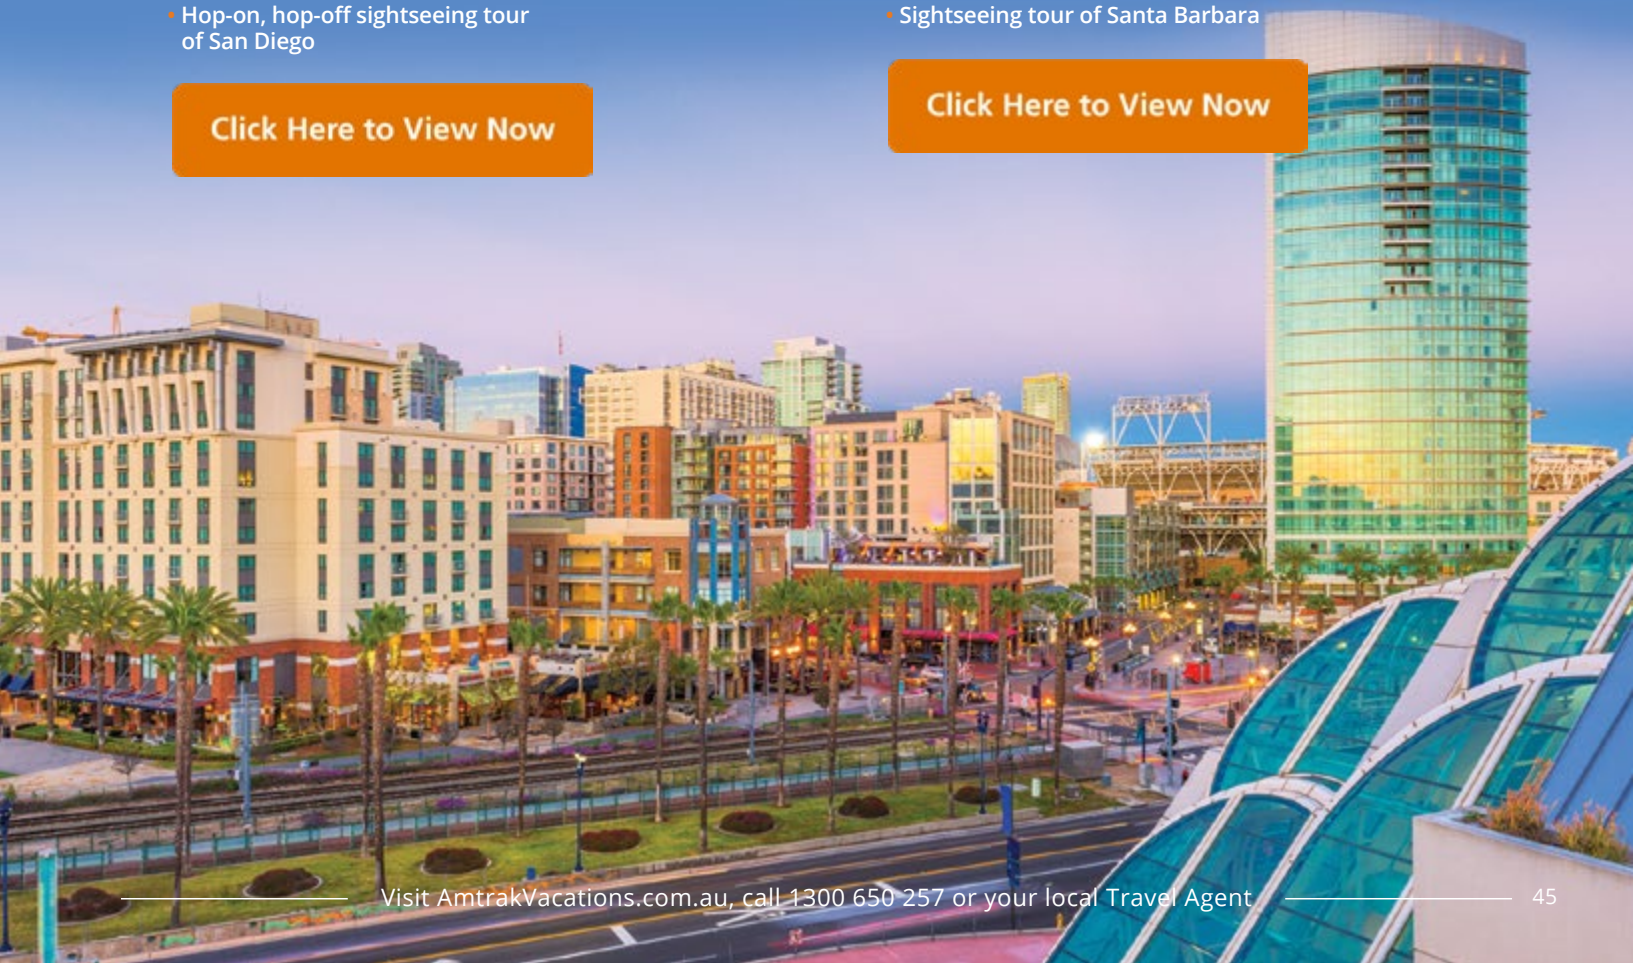 • Hop-on, hop-off sightseeing tour
of San Diego
Click Here to View Now
• Sightseeing tour of Santa Barbara
Click Here to View Now
Visit AmtrakVacations.com.au, call 1300 650 257 or your local Travel Agent
45